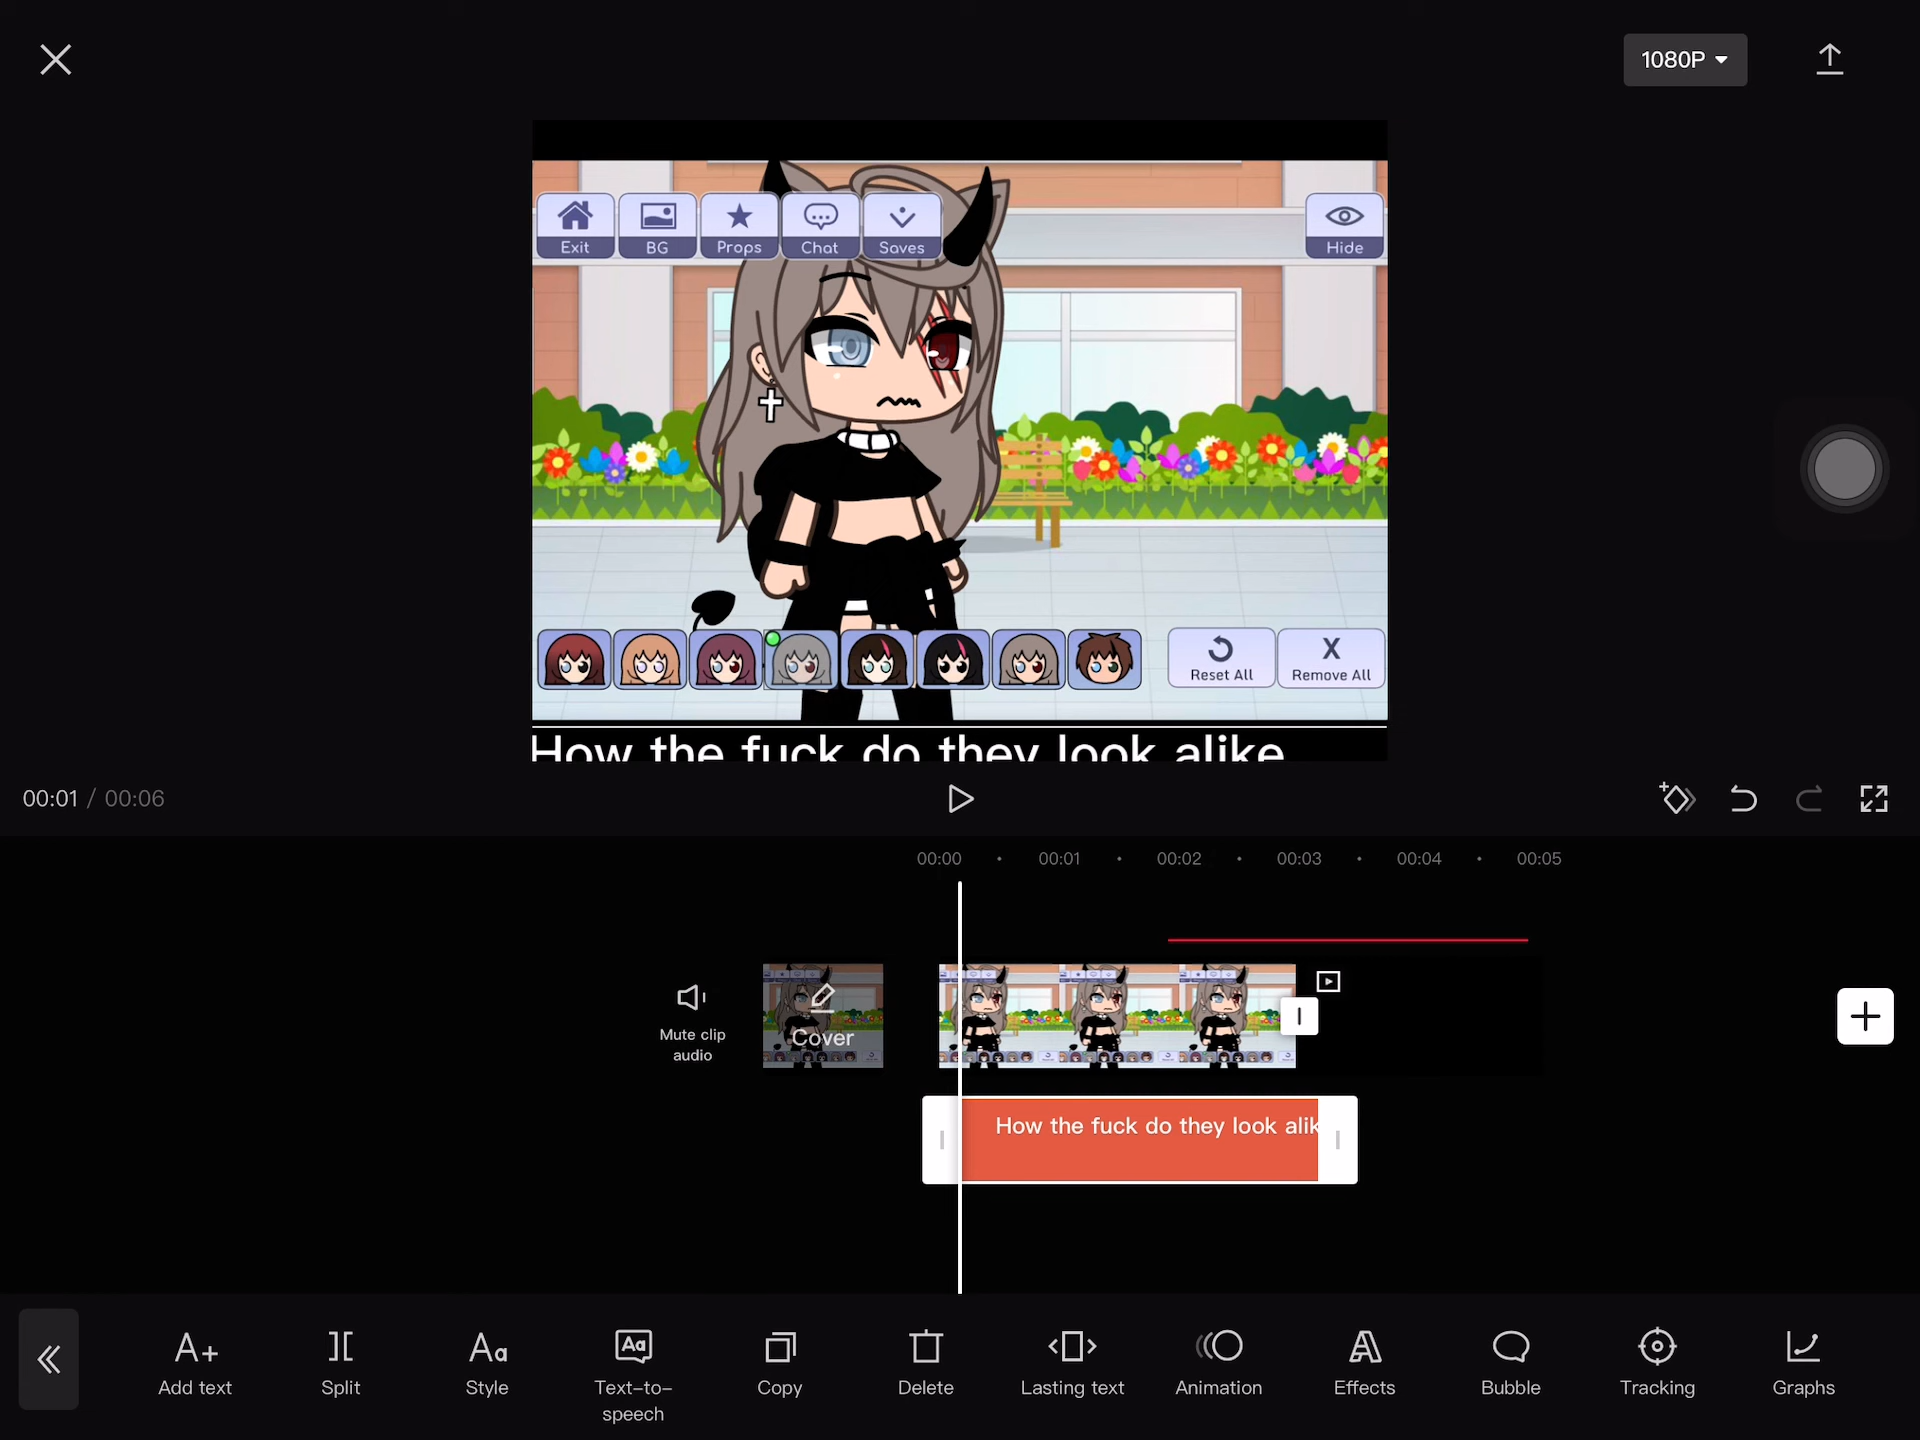 1080P
Exit
BG
Props
Chat
Saves
Hide
Reset All
X
Remove All
How the fuck do they look alike
00:01 / 00:06
00:00
00:01
00:02
00:03
00:04
00:05
Mute clip
audio
Cover
How the fuck do they look alik
A+
Add text
Split
Aa
Style
Aa
Text-to-
speech
Copy
Delete
Lasting text
Animation
Effects
Bubble
Tracking
Graphs